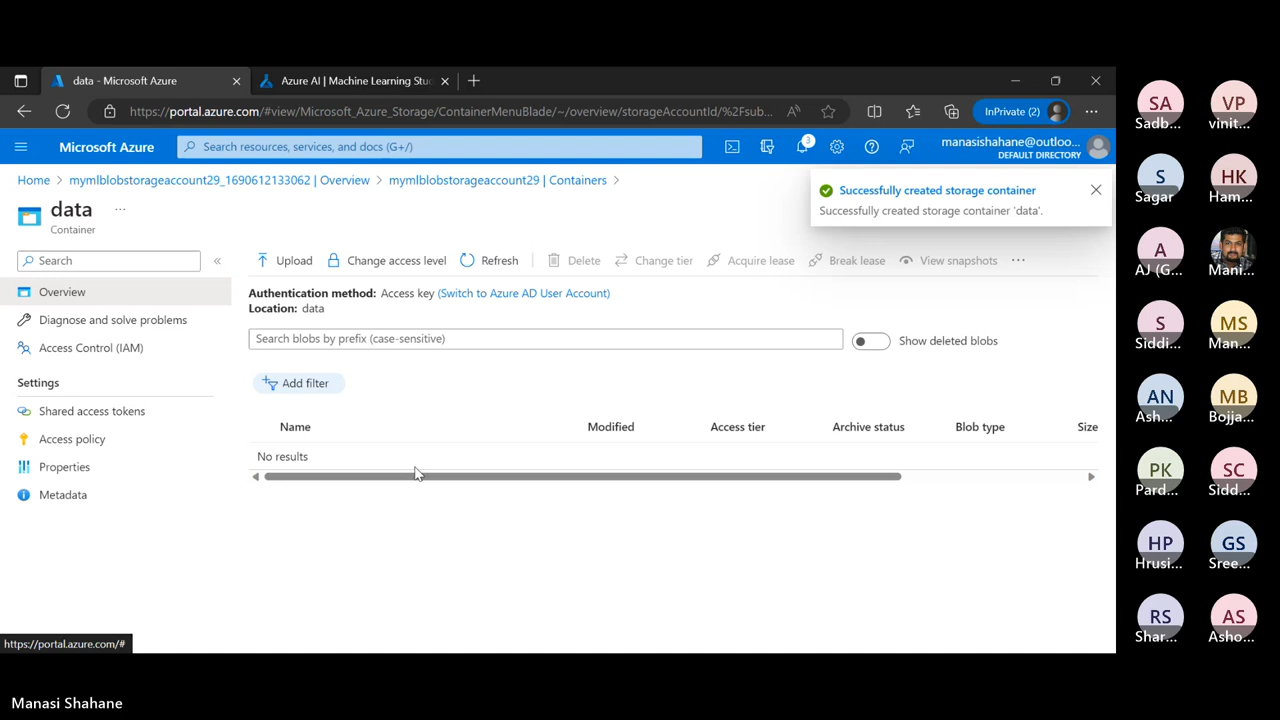 data - Microsoft Azure
Azure AI | Machine Learning Stu
https://portal.azure.com/#view/Microsoft_Azure_Storage/ContainerMenuBlade/~/overview/storageAccountId/%2Fsub...
InPrivate (2)
Microsoft Azure
Search resources, services, and docs (G+/)
3
manasishahane@outloo...
DEFAULT DIRECTORY
Home > mymlblobstorageaccount29_1690612133062 | Overview > mymlblobstorageaccount29 | Containers >
data ...
Container
Successfully created storage container
Successfully created storage container 'data'.
Search
Upload Change access level Refresh Delete Change tier Acquire lease Break lease View snapshots ...
Overview
Diagnose and solve problems
Access Control (IAM)
Settings
Shared access tokens
Access policy
Properties
Metadata
Authentication method: Access key (Switch to Azure AD User Account)
Location: data
Search blobs by prefix (case-sensitive)
Show deleted blobs
Add filter
Name Modified Access tier Archive status Blob type Size
No results
https://portal.azure.com/#
SA VP
Sadb... vinit...
S HK
Sagar Ham...
A
AJ (G... Mani...
S MS
Siddi... Man...
AN MB
Ash... Bojja...
PK SC
Pard... Sidd...
HP GS
Hrusi... Sree...
RS AS
Shar... Asho...
Manasi Shahane